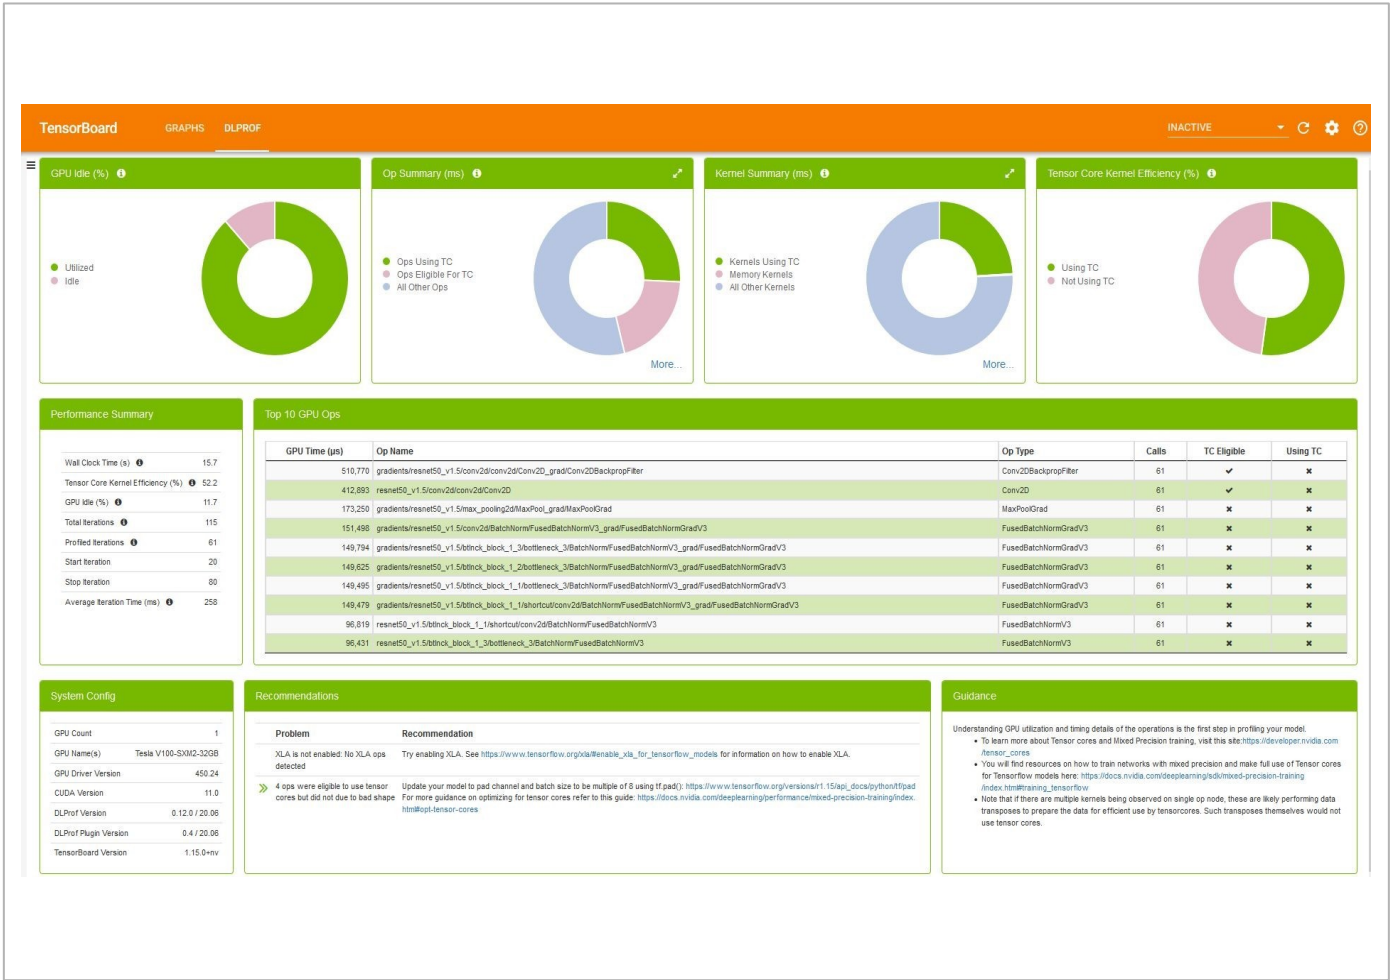 TensorBoard GRAPHS DLPROF INACTIVE
GPU Idle (%)
Utilized
Idle
Op Summary (ms)
Ops Using TC
Ops Eligible For TC
All Other Ops
More...
Kernel Summary (ms)
Kernels Using TC
Memory Kernels
All Other Kernels
More...
Tensor Core Kernel Efficiency (%)
Using TC
Not Using TC
Performance Summary
Wall Clock Time (s) 15.7
Tensor Core Kernel Efficiency (%) 52.2
GPU Idle (%) 11.7
Total Iterations 115
Profiled Iterations 61
Start Iteration 20
Stop Iteration 80
Average Iteration Time (ms) 258
Top 10 GPU Ops
GPU Time (µs) Op Name Op Type Calls TC Eligible Using TC
510,770 gradients/resnet50_v1.5/conv2d/conv2d/Conv2D_grad/Conv2DBackpropFilter Conv2DBackpropFilter 61 ✔ ✖
412,893 resnet50_v1.5/conv2d/conv2d/Conv2D Conv2D 61 ✔ ✖
173,250 gradients/resnet50_v1.5/max_pooling2d/MaxPool_grad/MaxPoolGrad MaxPoolGrad 61 ✖ ✖
151,498 gradients/resnet50_v1.5/conv2d/BatchNorm/FusedBatchNormV3_grad/FusedBatchNormGradV3 FusedBatchNormGradV3 61 ✖ ✖
149,794 gradients/resnet50_v1.5/btlnck_block_1_3/bottleneck_3/BatchNorm/FusedBatchNormV3_grad/FusedBatchNormGradV3 FusedBatchNormGradV3 61 ✖ ✖
149,625 gradients/resnet50_v1.5/btlnck_block_1_2/bottleneck_3/BatchNorm/FusedBatchNormV3_grad/FusedBatchNormGradV3 FusedBatchNormGradV3 61 ✖ ✖
149,495 gradients/resnet50_v1.5/btlnck_block_1_1/bottleneck_3/BatchNorm/FusedBatchNormV3_grad/FusedBatchNormGradV3 FusedBatchNormGradV3 61 ✖ ✖
149,479 gradients/resnet50_v1.5/btlnck_block_1_1/shortcut/conv2d/BatchNorm/FusedBatchNormV3_grad/FusedBatchNormGradV3 FusedBatchNormGradV3 61 ✖ ✖
96,819 resnet50_v1.5/btlnck_block_1_1/shortcut/conv2d/BatchNorm/FusedBatchNormV3 FusedBatchNormV3 61 ✖ ✖
96,431 resnet50_v1.5/btlnck_block_1_3/bottleneck_3/BatchNorm/FusedBatchNormV3 FusedBatchNormV3 61 ✖ ✖
System Config
GPU Count 1
GPU Name(s) Tesla V100-SXM2-32GB
GPU Driver Version 450.24
CUDA Version 11.0
DLProf Version 0.12.0 / 20.06
DLProf Plugin Version 0.4 / 20.06
TensorBoard Version 1.15.0+nv
Recommendations
Problem Recommendation
XLA is not enabled: No XLA ops Try enabling XLA. See https://www.tensorflow.org/xla/#enable_xla_for_tensorflow_models for information on how to enable XLA.
detected
4 ops were eligible to use tensor Update your model to pad channel and batch size to be multiple of 8 using tf.pad(): https://www.tensorflow.org/versions/r1.15/api_docs/python/tf/pad
cores but did not due to bad shape For more guidance on optimizing for tensor cores refer to this guide: https://docs.nvidia.com/deeplearning/performance/mixed-precision-training/index.
html#opt-tensor-cores
Guidance
Understanding GPU utilization and timing details of the operations is the first step in profiling your model.
• To learn more about Tensor cores and Mixed Precision training, visit this site:https://developer.nvidia.com
/tensor_cores
• You will find resources on how to train networks with mixed precision and make full use of Tensor cores
for Tensorflow models here: https://docs.nvidia.com/deeplearning/sdk/mixed-precision-training
/index.html#training_tensorflow
• Note that if there are multiple kernels being observed on single op node, these are likely performing data
transposes to prepare the data for efficient use by tensorcores. Such transposes themselves would not
use tensor cores.